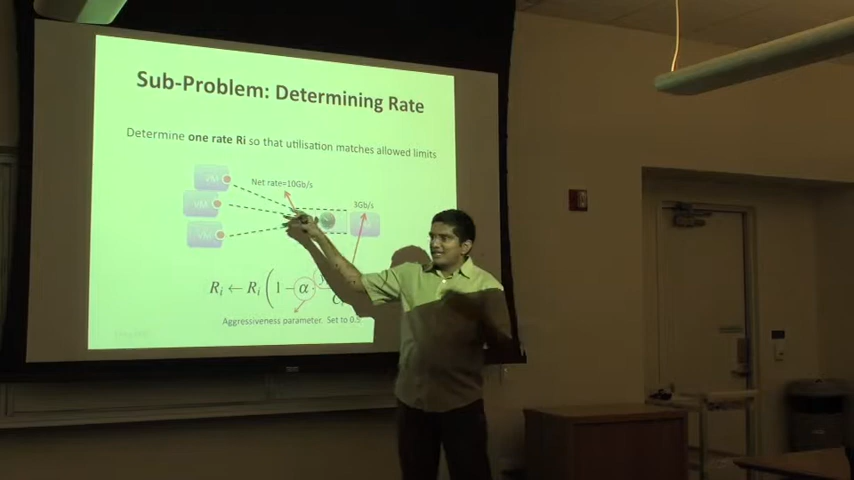 Sub-Problem: Determining Rate
Determine one rate Ri so that utilisation matches allowed limits
VM
Net rate=10Gb/s
3Gb/s
VM
VM
Ri ← Ri ( 1 − α ·
Aggressiveness parameter. Set to 0.5